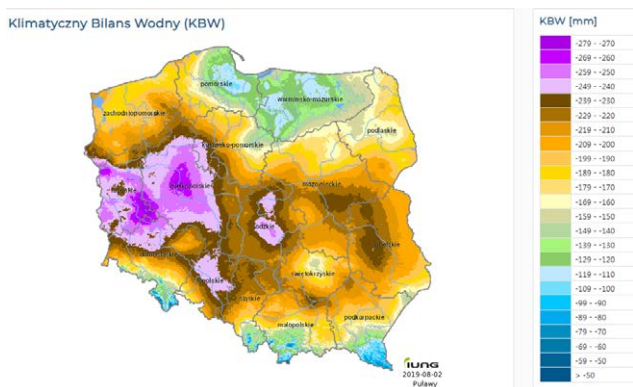 Klimatyczny Bilans Wodny (KBW)
KBW [mm]
pomorskie
warmińsko-mazurskie
zachodniopomorskie
podlaskie
kujawsko-pomorskie
mazowieckie
wielkopolskie
łódzkie
lubelskie
świętokrzyskie
opolskie
śląskie
podkarpackie
małopolskie
IUNG
2019-08-02
Puławy
-279 - -270
-269 - -260
-259 - -250
-249 - -240
-239 - -230
-229 - -220
-219 - -210
-209 - -200
-199 - -190
-189 - -180
-179 - -170
-169 - -160
-159 - -150
-149 - -140
-139 - -130
-129 - -120
-119 - -110
-109 - -100
-99 - -90
-89 - -80
-79 - -70
-69 - -60
-59 - -50
> -50